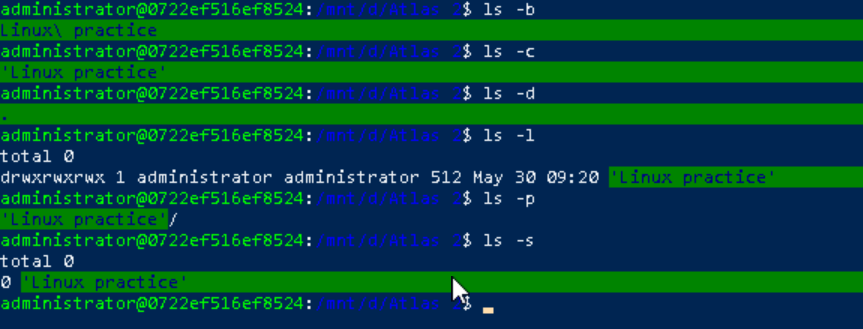 administrator@0722ef516ef8524:/mnt/d/Atlas 2$ ls -b
Linux\ practice
administrator@0722ef516ef8524:/mnt/d/Atlas 2$ ls -c
'Linux practice'
administrator@0722ef516ef8524:/mnt/d/Atlas 2$ ls -d
.
administrator@0722ef516ef8524:/mnt/d/Atlas 2$ ls -l
total 0
drwxrwxrwx 1 administrator administrator 512 May 30 09:20 'Linux practice'
administrator@0722ef516ef8524:/mnt/d/Atlas 2$ ls -p
'Linux practice'/
administrator@0722ef516ef8524:/mnt/d/Atlas 2$ ls -s
total 0
0 'Linux practice'
administrator@0722ef516ef8524:/mnt/d/Atlas 2$